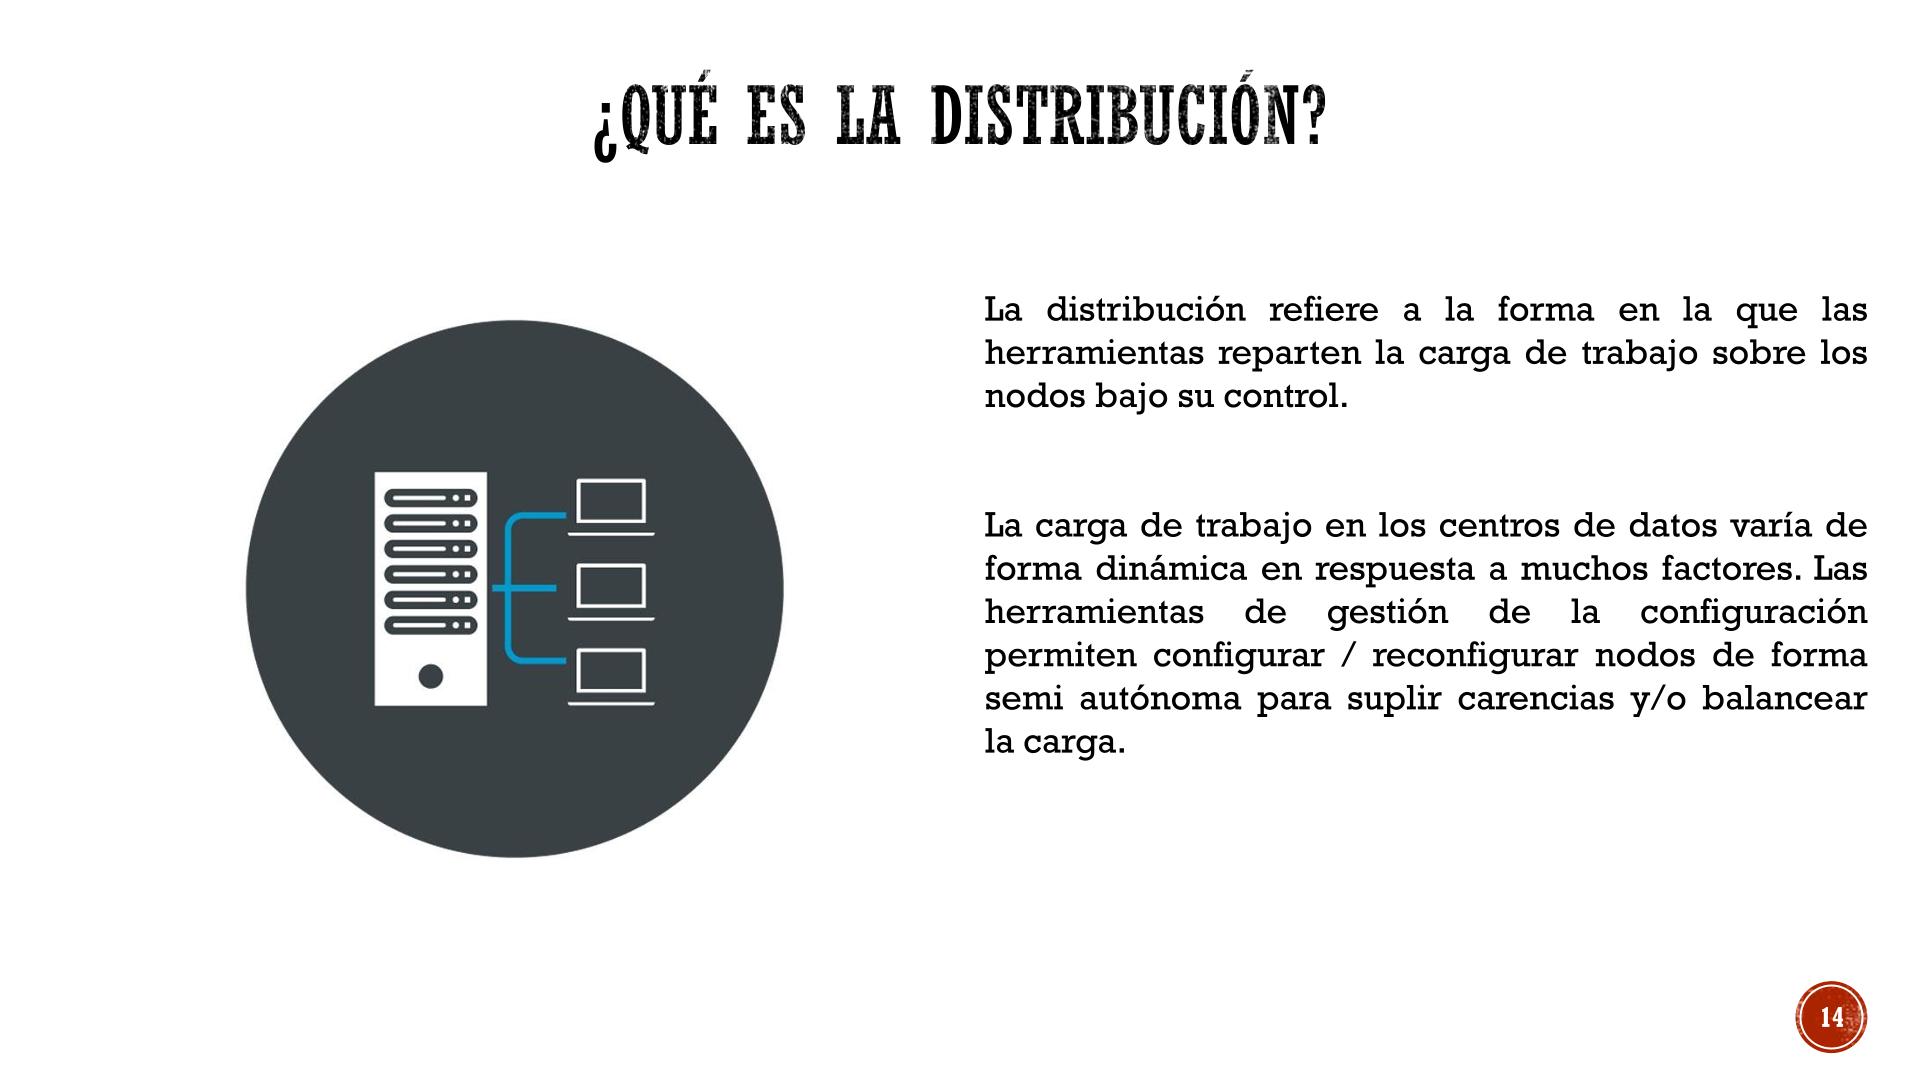 ¿QUÉ ES LA DISTRIBUCIÓN?
La distribución refiere a la forma en la que las
herramientas reparten la carga de trabajo sobre los
nodos bajo su control.
La carga de trabajo en los centros de datos varía de
forma dinámica en respuesta a muchos factores. Las
herramientas de gestión de la configuración
permiten configurar / reconfigurar nodos de forma
semi autónoma para suplir carencias y/o balancear
la carga.
14